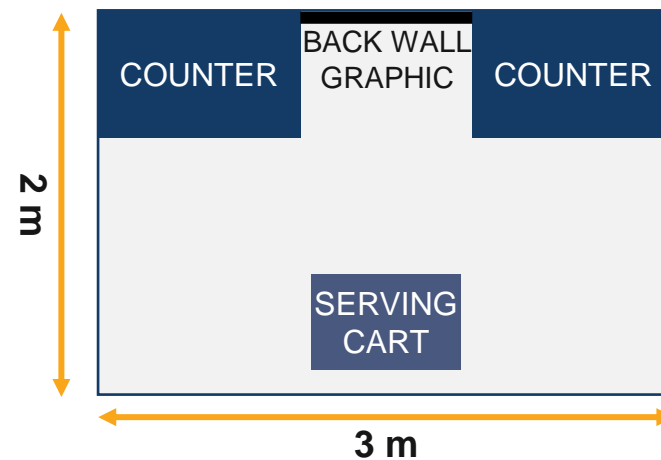 BACK WALL
GRAPHIC
COUNTER
COUNTER
2 m
SERVING
CART
3 m